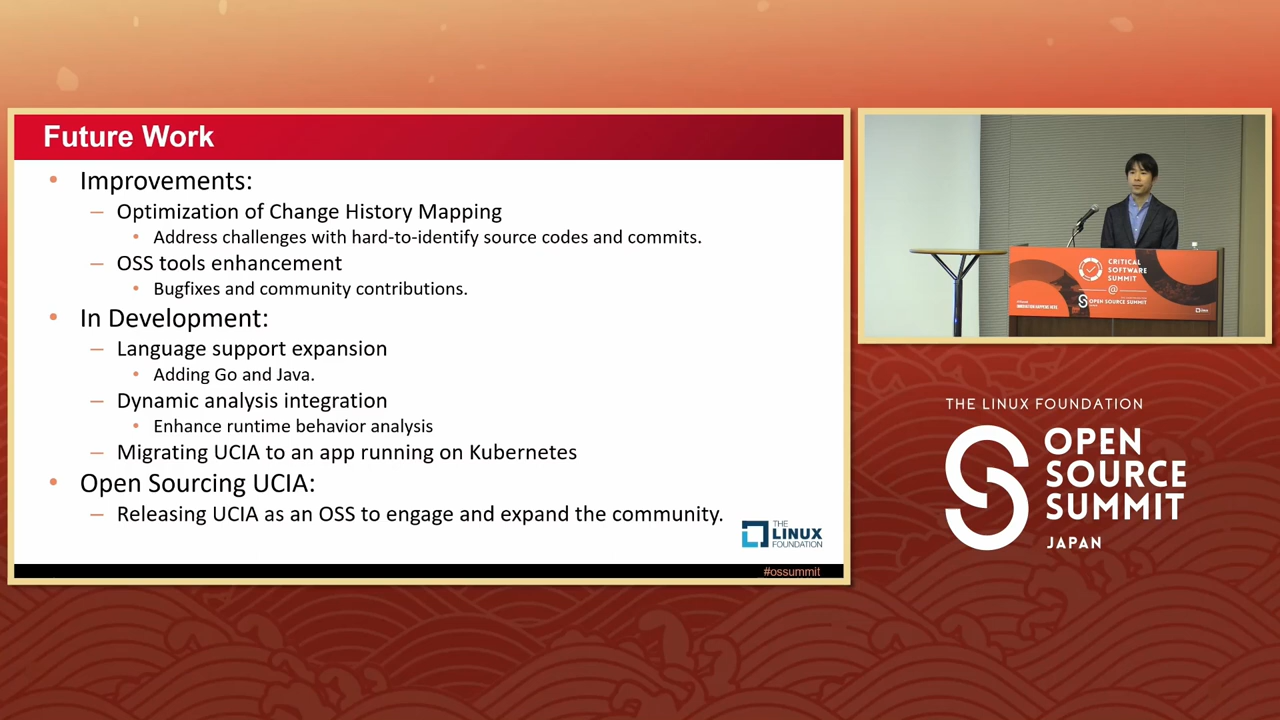 Future Work
• Improvements:
– Optimization of Change History Mapping
• Address challenges with hard-to-identify source codes and commits.
– OSS tools enhancement
• Bugfixes and community contributions.
• In Development:
– Language support expansion
• Adding Go and Java.
– Dynamic analysis integration
• Enhance runtime behavior analysis
– Migrating UCIA to an app running on Kubernetes
• Open Sourcing UCIA:
– Releasing UCIA as an OSS to engage and expand the community.
THE
LINUX
FOUNDATION
#ossummit
CRITICAL
SOFTWARE
SUMMIT
@
OPEN SOURCE SUMMIT
THE LINUX FOUNDATION
OPEN
SOURCE
SUMMIT
JAPAN